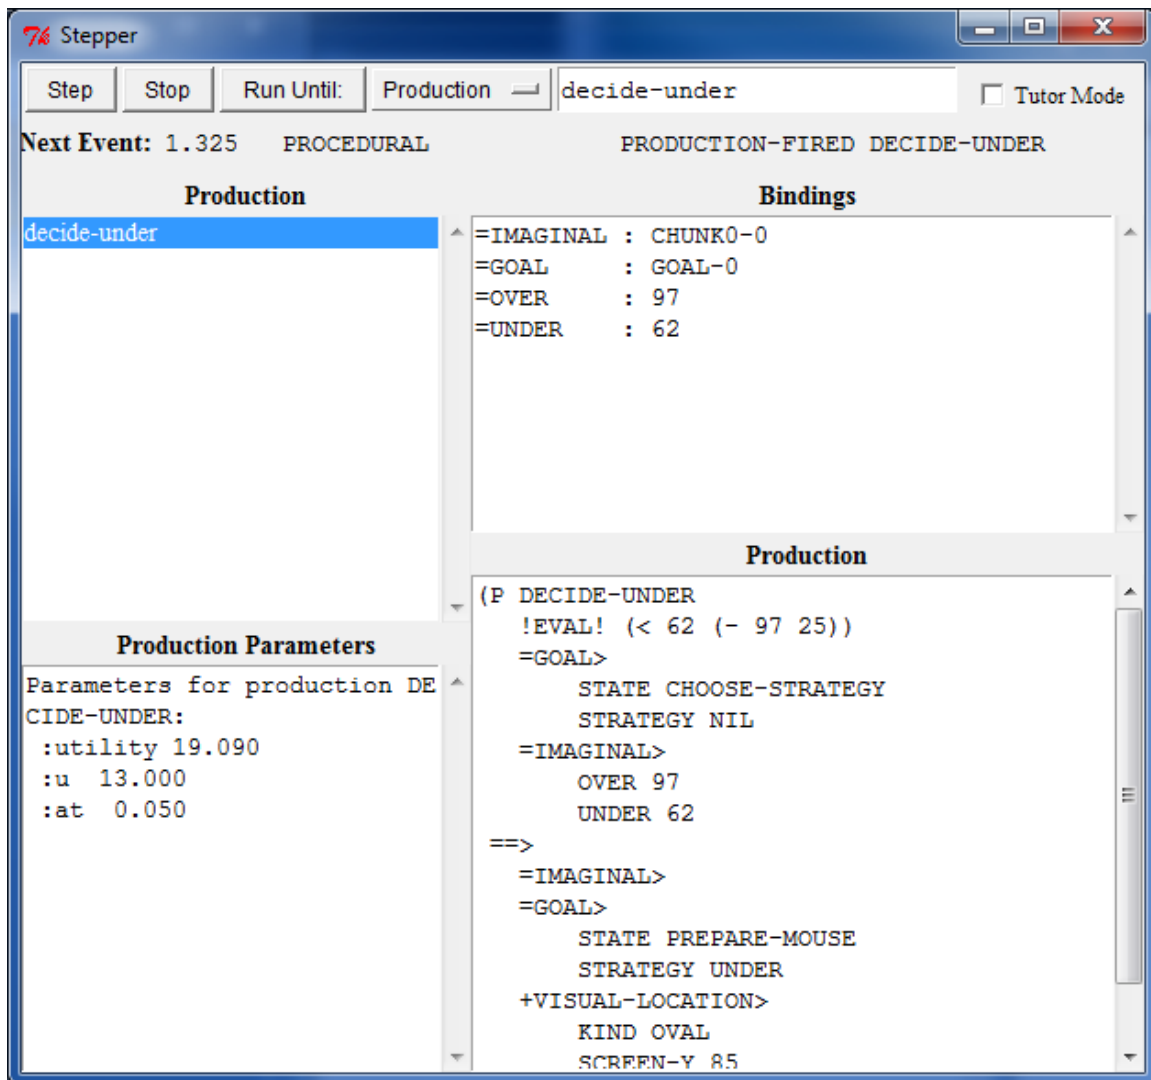 Stepper
Step Stop Run Until: Production decide-under Tutor Mode
Next Event: 1.325 PROCEDURAL PRODUCTION-FIRED DECIDE-UNDER
Production
decide-under
Bindings
=IMAGINAL : CHUNK0-0
=GOAL : GOAL-0
=OVER : 97
=UNDER : 62
Production Parameters
Parameters for production DE
CIDE-UNDER:
:utility 19.090
:u 13.000
:at 0.050
Production
(P DECIDE-UNDER
!EVAL! (< 62 (- 97 25))
=GOAL>
STATE CHOOSE-STRATEGY
STRATEGY NIL
=IMAGINAL>
OVER 97
UNDER 62
==>
=IMAGINAL>
=GOAL>
STATE PREPARE-MOUSE
STRATEGY UNDER
+VISUAL-LOCATION>
KIND OVAL
SCREEN-Y 85